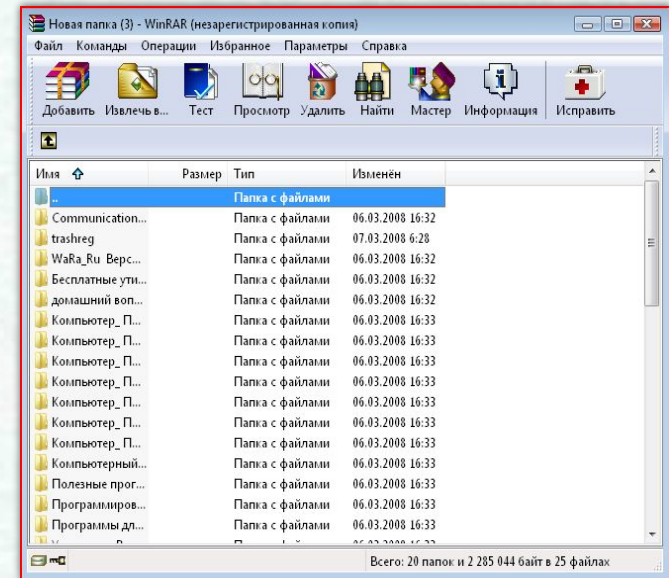 Новая папка (3) - WinRAR (незарегистрированная копия)
Файл Команды Операции Избранное Параметры Справка
Добавить Извлечь в... Тест Просмотр Удалить Найти Мастер Информация Исправить
Имя Размер Тип Изменён
.. Папка с файлами
Communication... Папка с файлами 06.03.2008 16:32
trashreg Папка с файлами 07.03.2008 6:28
WaRa_Ru Верс... Папка с файлами 06.03.2008 16:32
Бесплатные ути... Папка с файлами 06.03.2008 16:32
домашний воп... Папка с файлами 06.03.2008 16:32
Компьютер_ П... Папка с файлами 06.03.2008 16:33
Компьютер_ П... Папка с файлами 06.03.2008 16:33
Компьютер_ П... Папка с файлами 06.03.2008 16:33
Компьютер_ П... Папка с файлами 06.03.2008 16:33
Компьютер_ П... Папка с файлами 06.03.2008 16:33
Компьютер_ П... Папка с файлами 06.03.2008 16:33
Компьютер_ П... Папка с файлами 06.03.2008 16:33
Компьютерный... Папка с файлами 06.03.2008 16:33
Полезные прог... Папка с файлами 06.03.2008 16:33
Программиров... Папка с файлами 06.03.2008 16:33
Программы дл... Папка с файлами 06.03.2008 16:33
Всего: 20 папок и 2 285 044 байт в 25 файлах